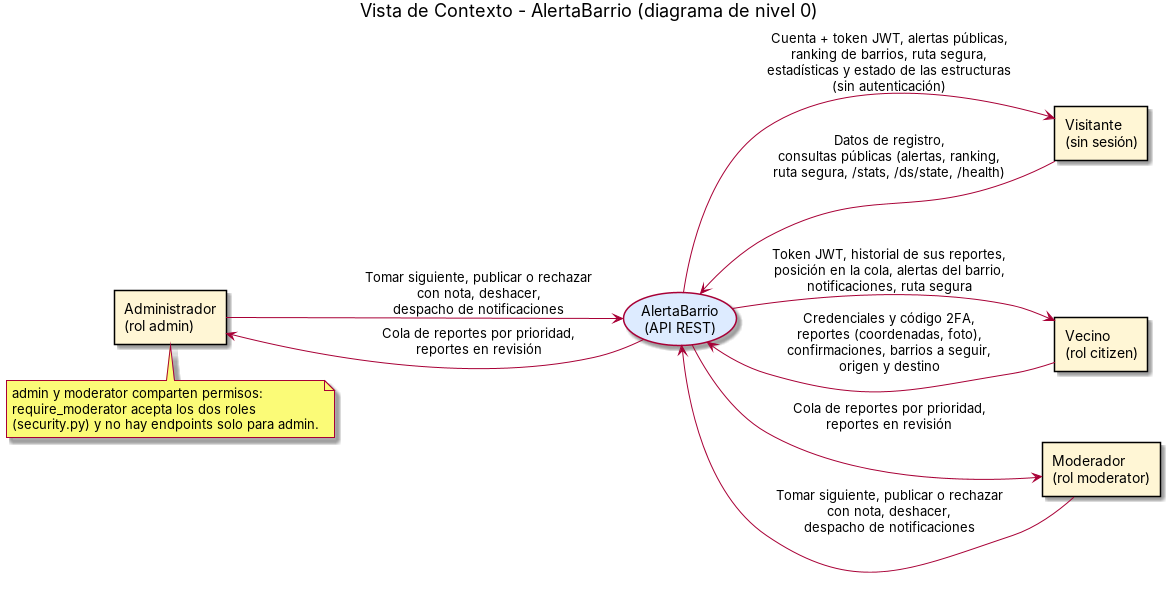 Vista de Contexto - AlertaBarrio (diagrama de nivel 0)
Cuenta + token JWT, alertas públicas,
ranking de barrios, ruta segura,
estadísticas y estado de las estructuras
(sin autenticación)
Visitante
(sin sesión)
Datos de registro,
consultas públicas (alertas, ranking,
ruta segura, /stats, /ds/state, /health)
Token JWT, historial de sus reportes,
posición en la cola, alertas del barrio,
notificaciones, ruta segura
Tomar siguiente, publicar o rechazar
con nota, deshacer,
despacho de notificaciones
Administrador
(rol admin)
AlertaBarrio
(API REST)
Credenciales y código 2FA,
reportes (coordenadas, foto),
confirmaciones, barrios a seguir,
origen y destino
Vecino
(rol citizen)
Cola de reportes por prioridad,
reportes en revisión
admin y moderator comparten permisos:
require_moderator acepta los dos roles
(security.py) y no hay endpoints solo para admin.
Cola de reportes por prioridad,
reportes en revisión
Moderador
(rol moderator)
Tomar siguiente, publicar o rechazar
con nota, deshacer,
despacho de notificaciones